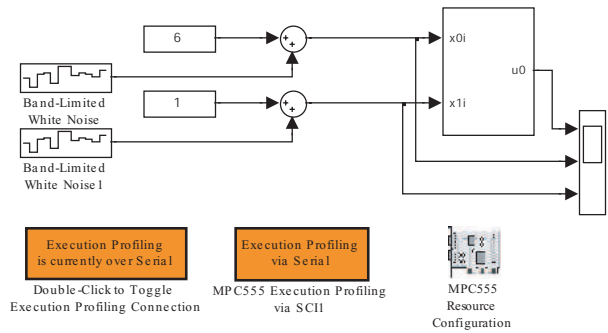 6
x0i
u0
Band-Limited
White Noise
1
x1i
Band-Limited
White Noise1
Execution Profiling
is currently over Serial
Double-Click to Toggle
Execution Profiling Connection
Execution Profiling
via Serial
MPC555 Execution Profiling
via SCI1
MPC555
Resource
Configuration